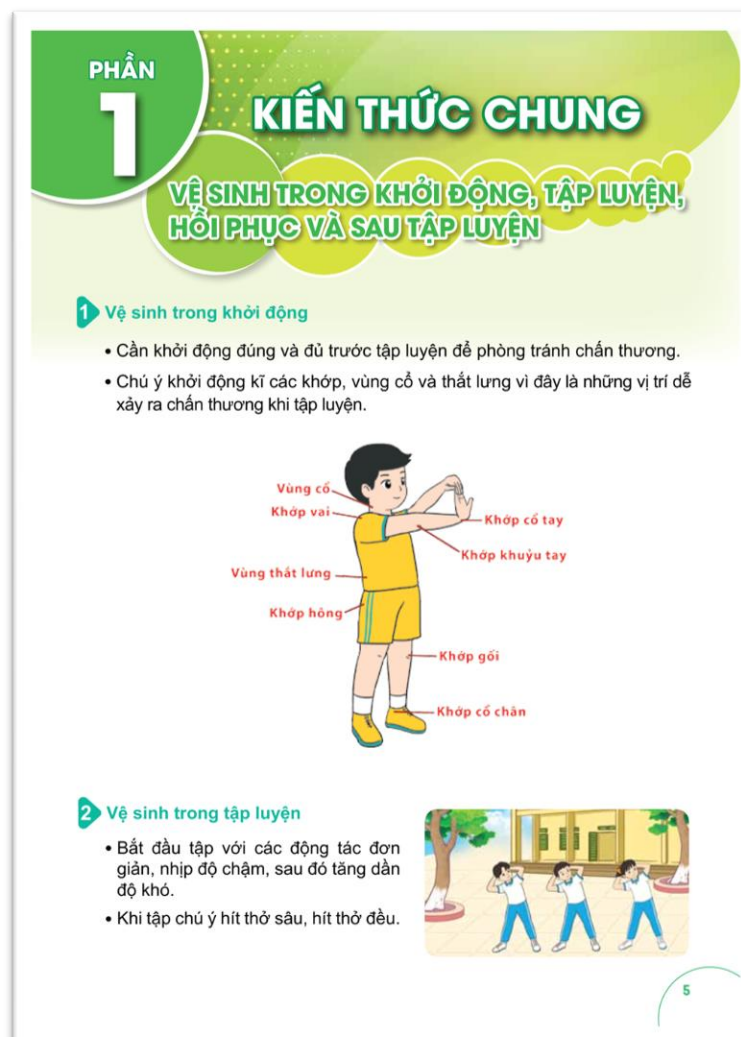 PHẦN
1
KIẾN THỨC CHUNG
VỆ SINH TRONG KHỞI ĐỘNG, TẬP LUYỆN,
HỒI PHỤC VÀ SAU TẬP LUYỆN
1 Vệ sinh trong khởi động
• Cần khởi động đúng và đủ trước tập luyện để phòng tránh chấn thương.
• Chú ý khởi động kĩ các khớp, vùng cổ và thắt lưng vì đây là những vị trí dễ
xảy ra chấn thương khi tập luyện.
Vùng cổ
Khớp vai
Khớp cổ tay
Khớp khuỷu tay
Vùng thắt lưng
Khớp hông
Khớp gối
Khớp cổ chân
2 Vệ sinh trong tập luyện
• Bắt đầu tập với các động tác đơn
giản, nhịp độ chậm, sau đó tăng dần
độ khó.
• Khi tập chú ý hít thở sâu, hít thở đều.
5